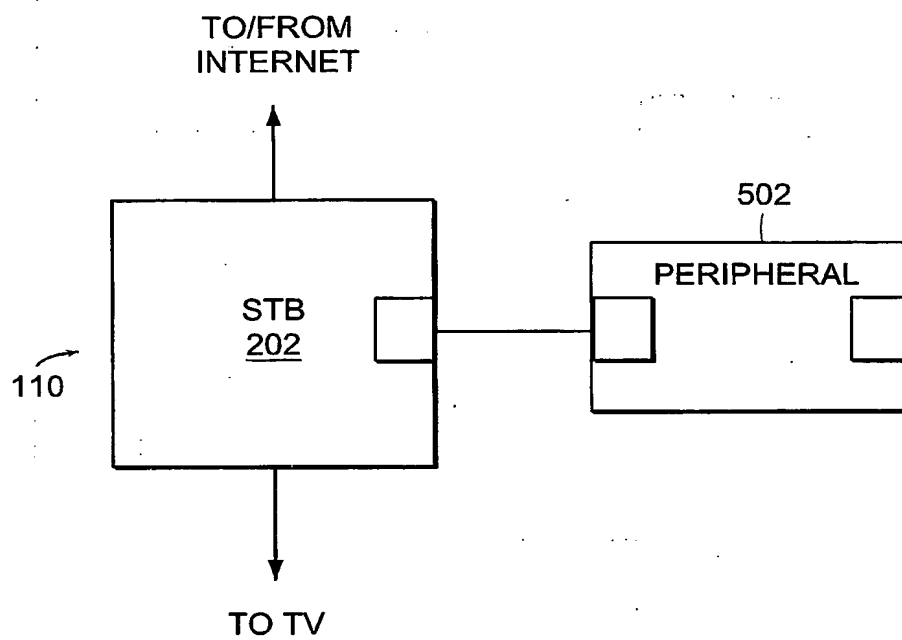 TO/FROM
INTERNET
502
PERIPHERAL
STB
202
110
TO TV